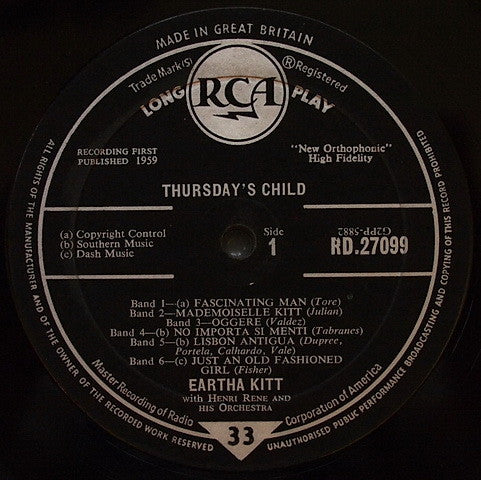 MADE IN GREAT BRITAIN
Trade Mark(s) ®Registered
LONG RCA PLAY
RECORDING FIRST
PUBLISHED 1959
"New Orthophonic"
High Fidelity
THURSDAY'S CHILD
(a) Copyright Control
(b) Southern Music
(c) Dash Music
Side
1
G2PP-5882
RD.27099
Band 1—(a) FASCINATING MAN (Tore)
Band 2—MADEMOISELLE KITT (Julian)
Band 3—OGGERE (Valdez)
Band 4—(b) NO IMPORTA SI MENTI (Tabranes)
Band 5—(b) LISBON ANTIGUA (Dupree,
Portela, Calhardo, Vale)
Band 6—(c) JUST AN OLD FASHIONED
GIRL (Fisher)
EARTHA KITT
with HENRI RENE AND
HIS ORCHESTRA
Master Recording of Radio Corporation of America
33
ALL RIGHTS OF THE MANUFACTURER AND OF THE OWNER OF THE RECORDED WORK RESERVED
UNAUTHORISED PUBLIC PERFORMANCE BROADCASTING AND COPYING OF THIS RECORD PROHIBITED